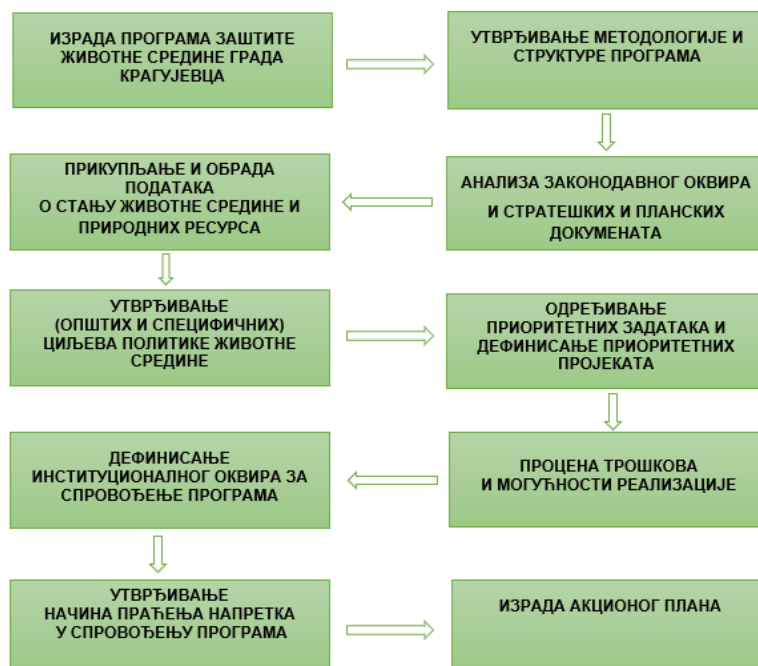 ИЗРАДА ПРОГРАМА ЗАШТИТЕ
ЖИВОТНЕ СРЕДИНЕ ГРАДА
КРАГУЈЕВЦА
УТВРЂИВАЊЕ МЕТОДОЛОГИЈЕ И
СТРУКТУРЕ ПРОГРАМА
АНАЛИЗА ЗАКОНОДАВНОГ ОКВИРА
И СТРАТЕШКИХ И ПЛАНСКИХ
ДОКУМЕНАТА
ПРИКУПЉАЊЕ И ОБРАДА
ПОДАТАКА
О СТАЊУ ЖИВОТНЕ СРЕДИНЕ И
ПРИРОДНИХ РЕСУРСА
УТВРЂИВАЊЕ
(ОПШТИХ И СПЕЦИФИЧНИХ)
ЦИЉЕВА ПОЛИТИКЕ ЖИВОТНЕ
СРЕДИНЕ
ОДРЕЂИВАЊЕ
ПРИОРИТЕТНИХ ЗАДАТАКА И
ДЕФИНИСАЊЕ ПРИОРИТЕТНИХ
ПРОЈЕКАТА
ПРОЦЕНА ТРОШКОВА
И МОГУЋНОСТИ РЕАЛИЗАЦИЈЕ
ДЕФИНИСАЊЕ
ИНСТИТУЦИОНАЛНОГ ОКВИРА ЗА
СПРОВОЂЕЊЕ ПРОГРАМА
УТВРЂИВАЊЕ
НАЧИНА ПРАЋЕЊА НАПРЕТКА
У СПРОВОЂЕЊУ ПРОГРАМА
ИЗРАДА АКЦИОНОГ ПЛАНА